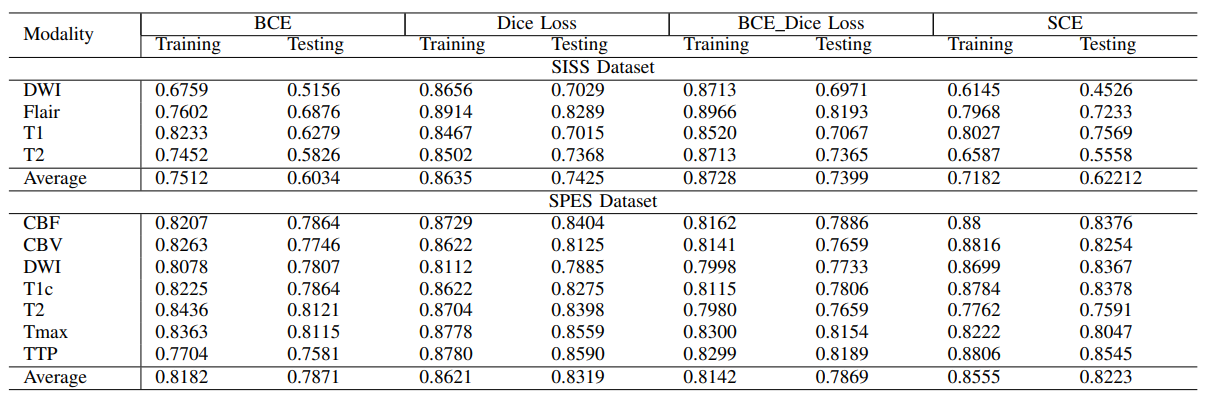 Modality BCE Dice Loss BCE_Dice Loss SCE
Training Testing Training Testing Training Testing Training Testing
SISS Dataset
DWI 0.6759 0.5156 0.8656 0.7029 0.8713 0.6971 0.6145 0.4526
Flair 0.7602 0.6876 0.8914 0.8289 0.8966 0.8193 0.7968 0.7233
T1 0.8233 0.6279 0.8467 0.7015 0.8520 0.7067 0.8027 0.7569
T2 0.7452 0.5826 0.8502 0.7368 0.8713 0.7365 0.6587 0.5558
Average 0.7512 0.6034 0.8635 0.7425 0.8728 0.7399 0.7182 0.62212
SPES Dataset
CBF 0.8207 0.7864 0.8729 0.8404 0.8162 0.7886 0.88 0.8376
CBV 0.8263 0.7746 0.8622 0.8125 0.8141 0.7659 0.8816 0.8254
DWI 0.8078 0.7807 0.8112 0.7885 0.7998 0.7733 0.8699 0.8367
T1c 0.8225 0.7864 0.8622 0.8275 0.8115 0.7806 0.8784 0.8378
T2 0.8436 0.8121 0.8704 0.8398 0.7980 0.7659 0.7762 0.7591
Tmax 0.8363 0.8115 0.8778 0.8559 0.8300 0.8154 0.8222 0.8047
TTP 0.7704 0.7581 0.8780 0.8590 0.8299 0.8189 0.8806 0.8545
Average 0.8182 0.7871 0.8621 0.8319 0.8142 0.7869 0.8555 0.8223